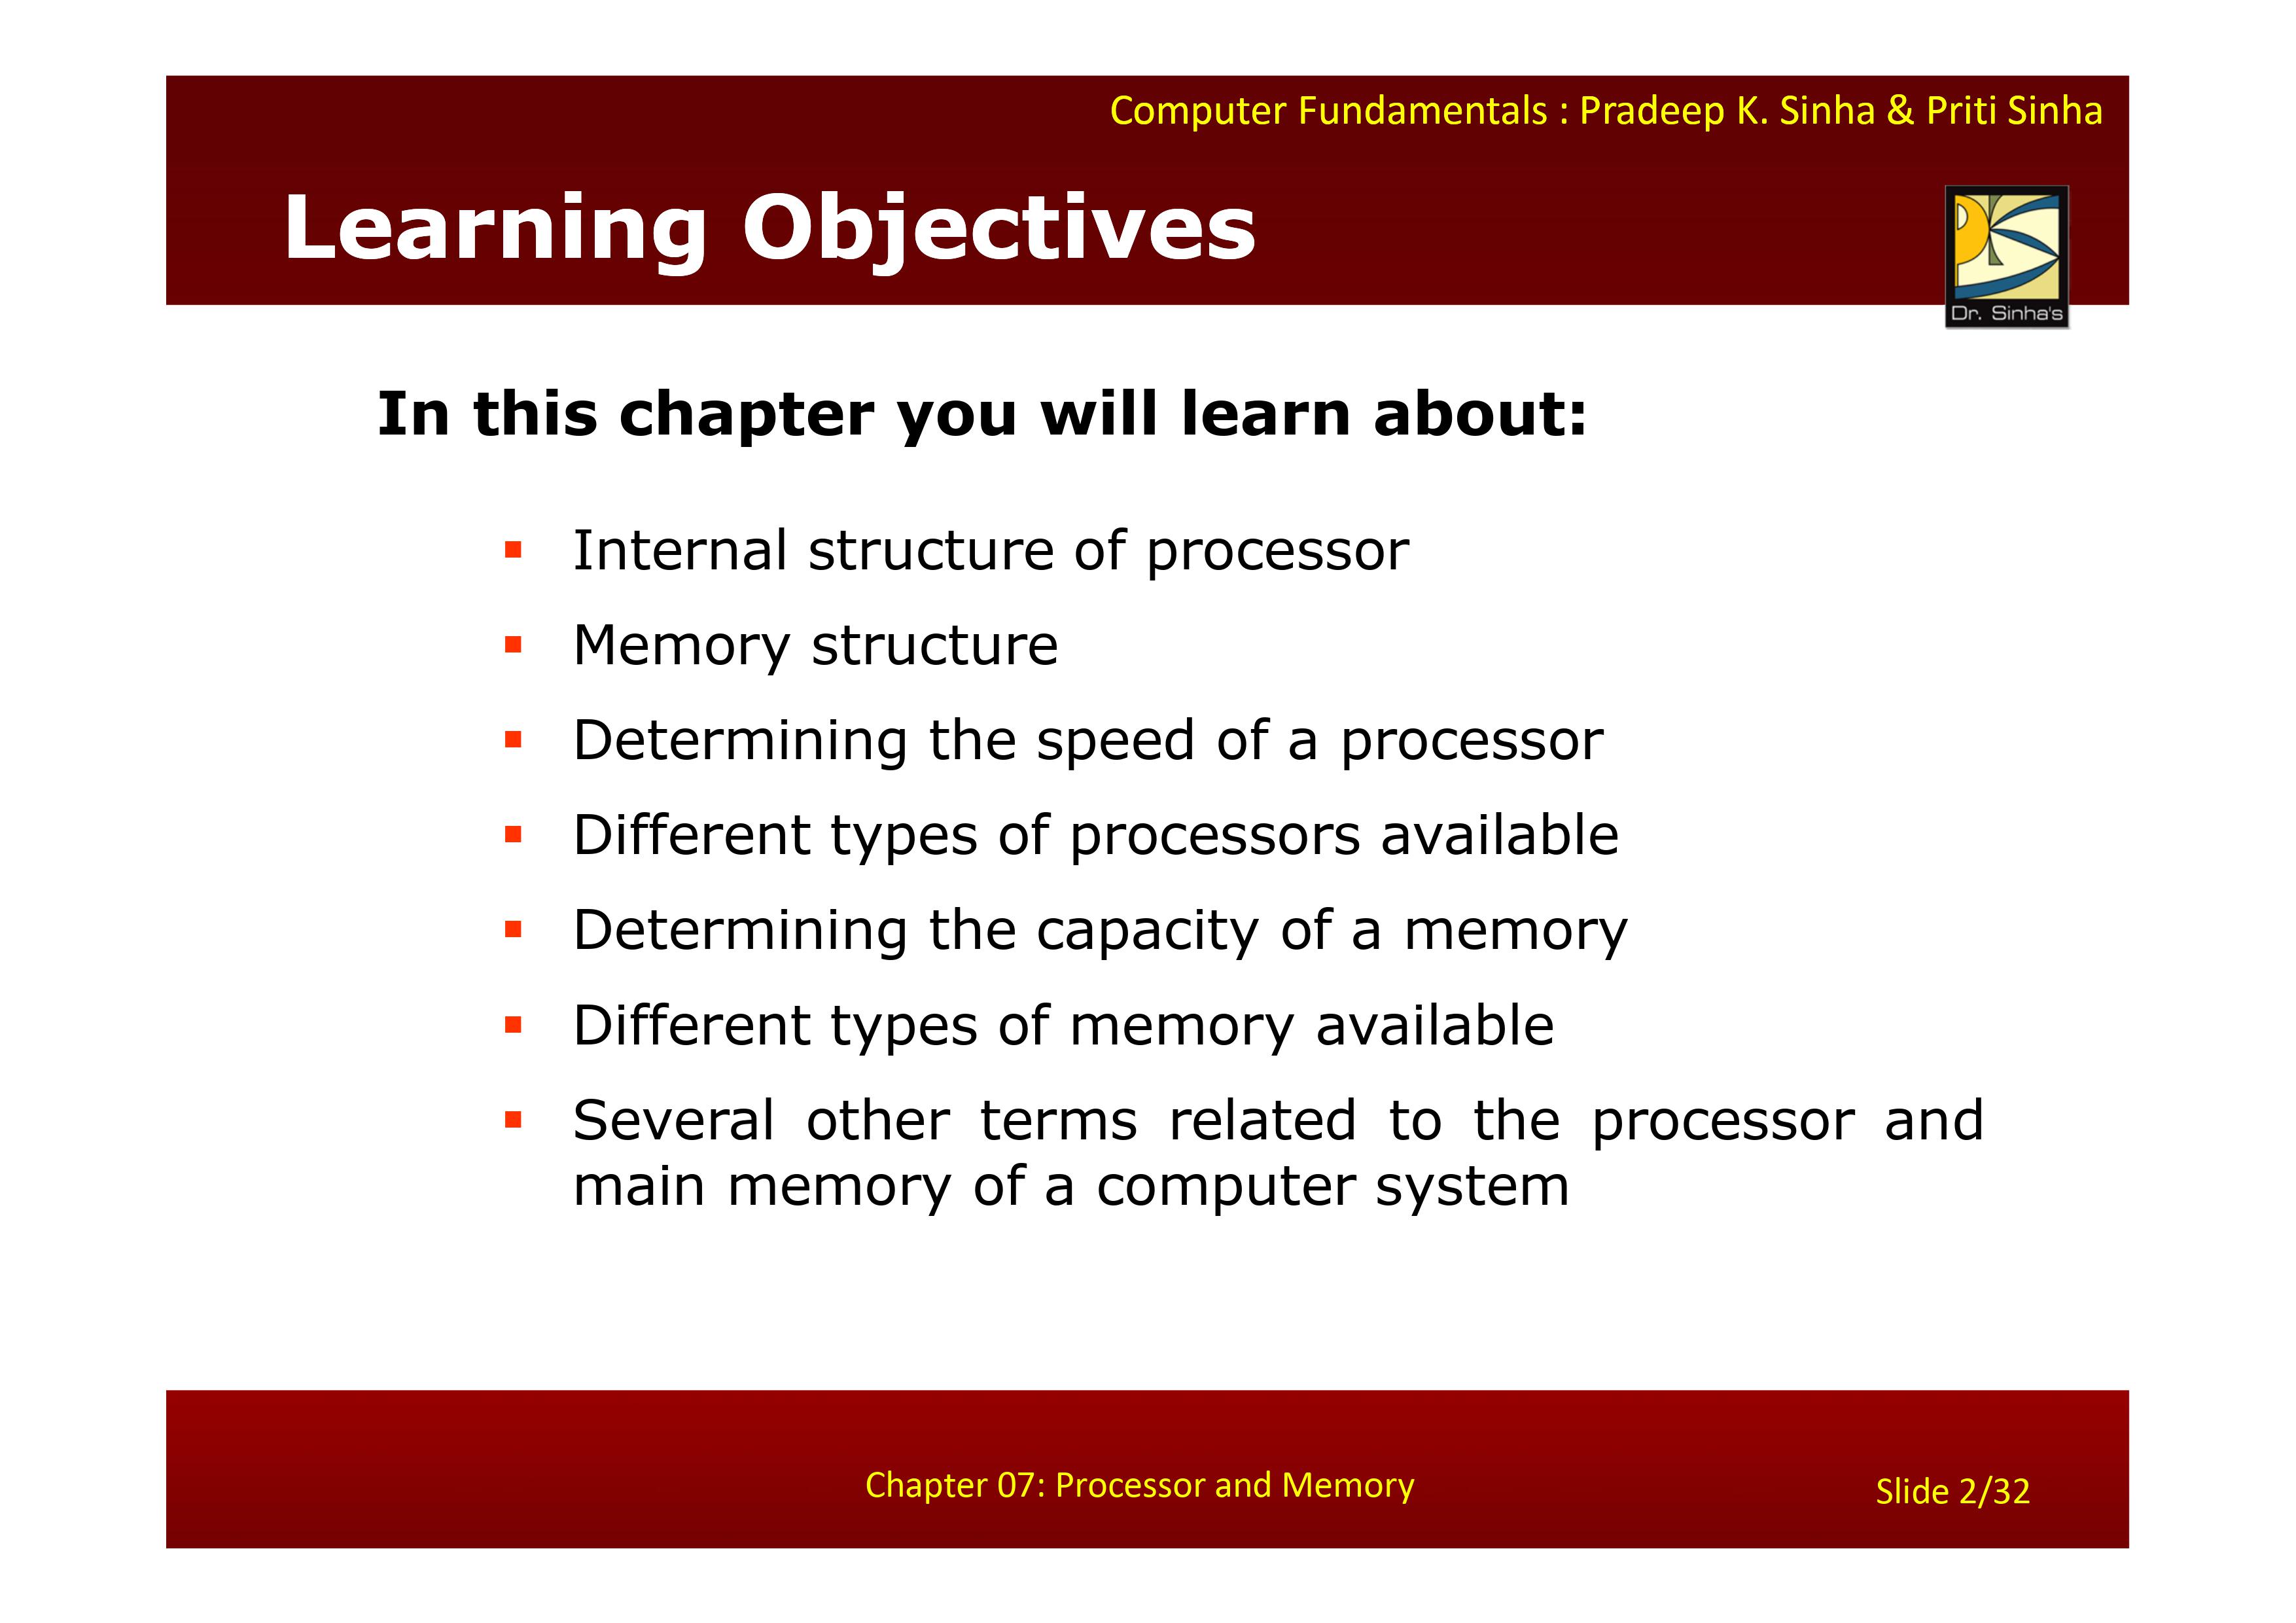 Computer Fundamentals : Pradeep K. Sinha & Priti Sinha
Learning Objectives
Dr. Sinha's
In this chapter you will learn about:
▪ Internal structure of processor
▪ Memory structure
▪ Determining the speed of a processor
▪ Different types of processors available
▪ Determining the capacity of a memory
▪ Different types of memory available
▪ Several other terms related to the processor and
main memory of a computer system
Chapter 07: Processor and Memory
Slide 2/32